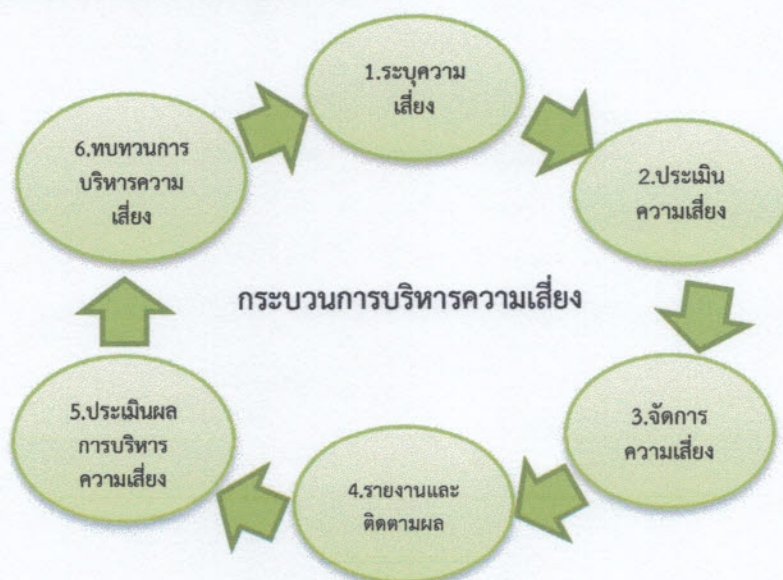 1.ระบุความ
เสี่ยง
2.ประเมิน
ความเสี่ยง
3.จัดการ
ความเสี่ยง
4.รายงานและ
ติดตามผล
5.ประเมินผล
การบริหาร
ความเสี่ยง
6.ทบทวนการ
บริหารความ
เสี่ยง
กระบวนการบริหารความเสี่ยง